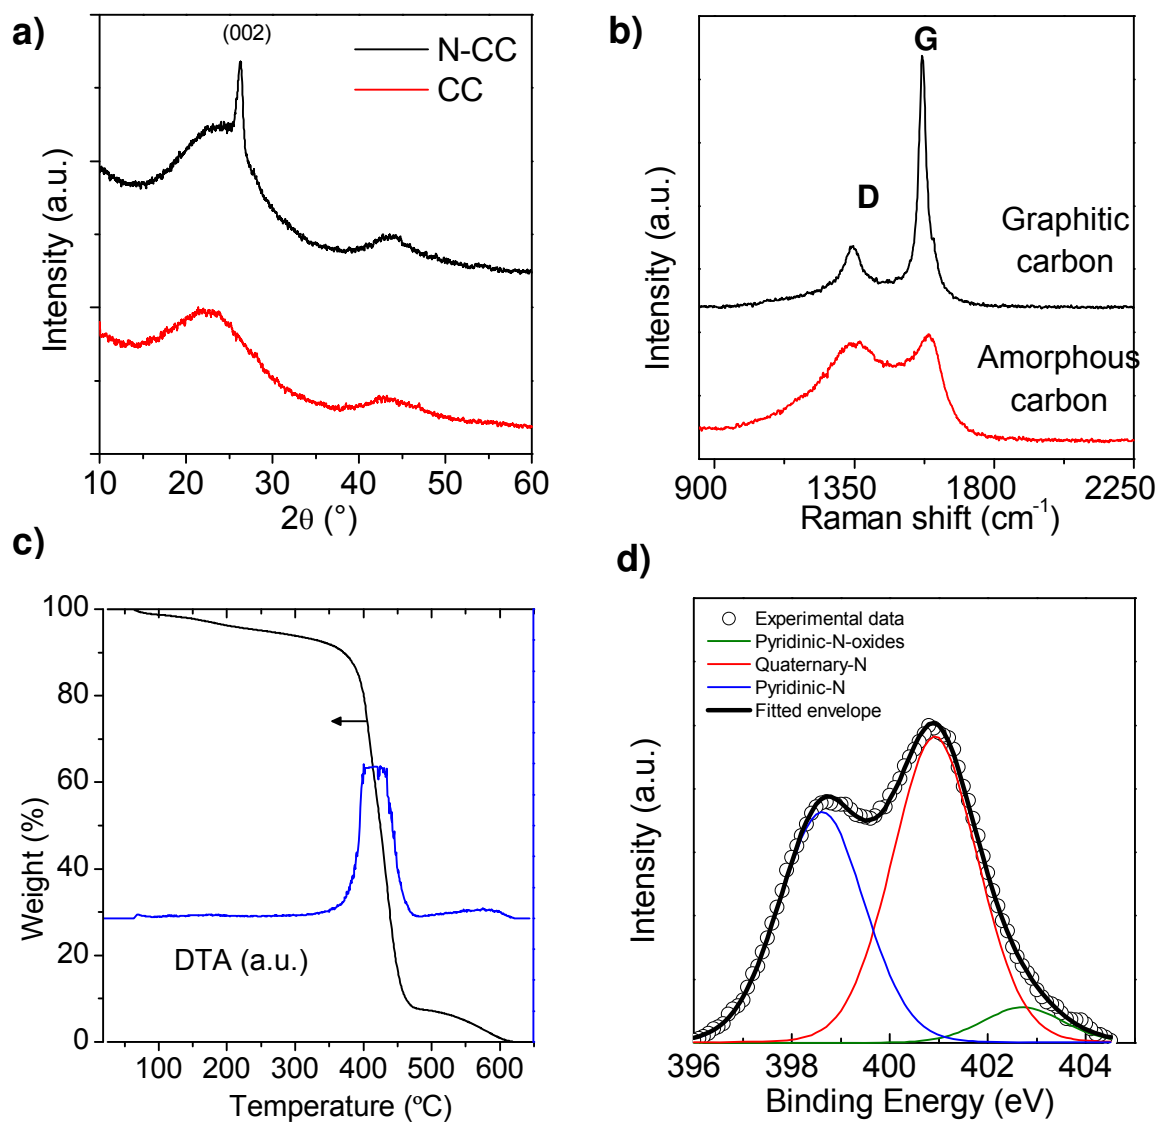 a)
(002)
N-CC
CC
Intensity (a.u.)
10 20 30 40 50 60
2θ (°)
b)
G
D
Graphitic
carbon
Amorphous
carbon
Intensity (a.u.)
900 1350 1800 2250
Raman shift (cm-1)
c)
100
80
60
40
20
0
Weight (%)
DTA (a.u.)
100 200 300 400 500 600
Temperature (ºC)
d)
Experimental data
Pyridinic-N-oxides
Quaternary-N
Pyridinic-N
Fitted envelope
Intensity (a.u.)
396 398 400 402 404
Binding Energy (eV)